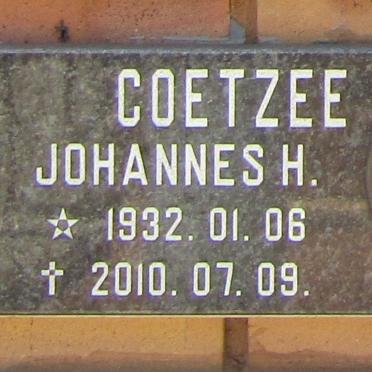 COETZEE
JOHANNES H.
☆ 1932. 01. 06
✝ 2010. 07. 09.